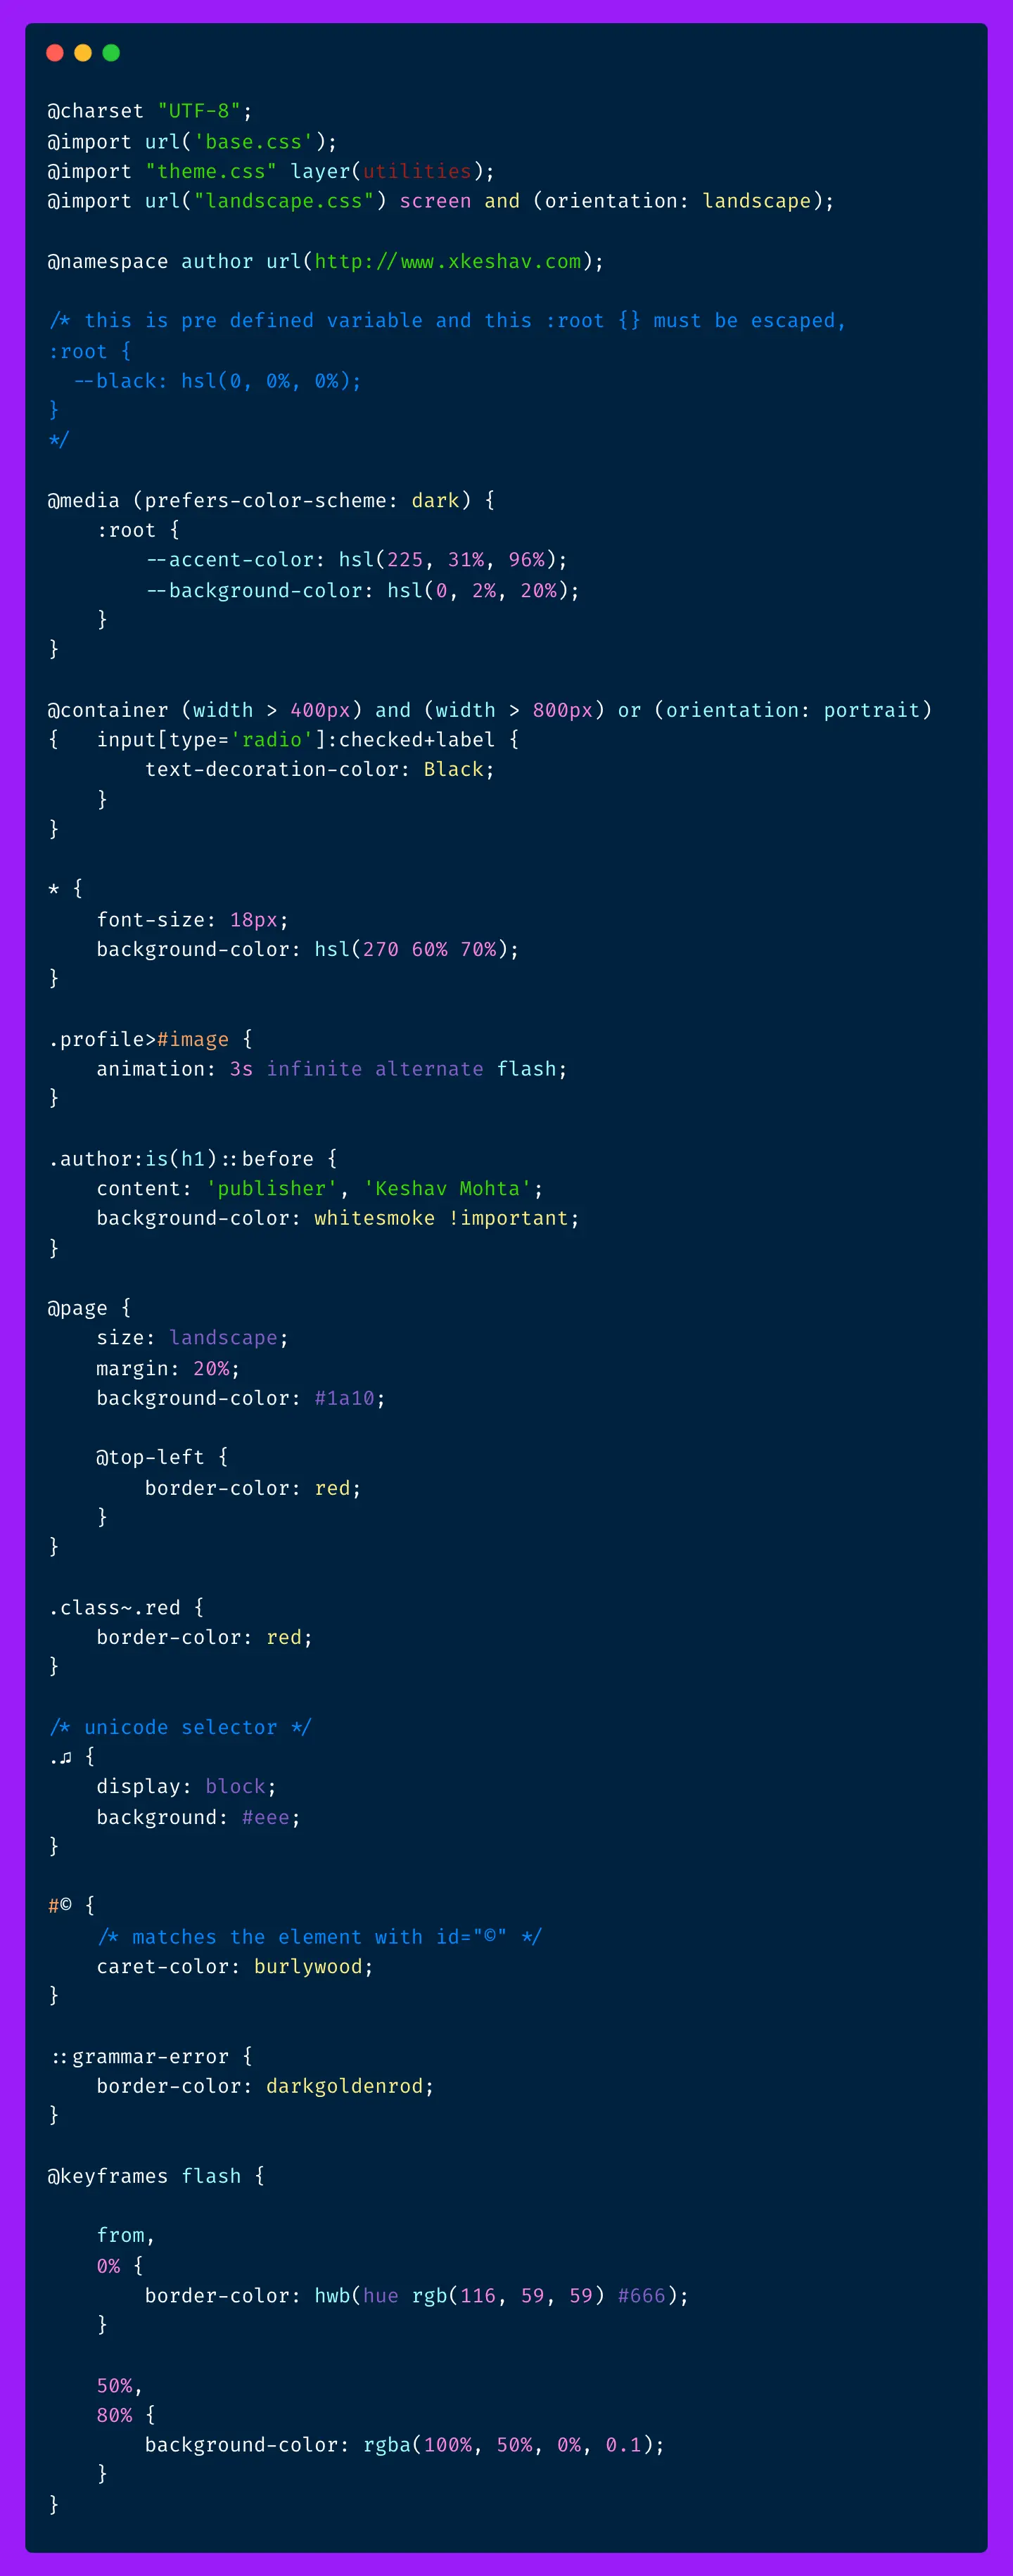 @charset "UTF-8";
@import url('base.css');
@import "theme.css" layer(utilities);
@import url("landscape.css") screen and (orientation: landscape);

@namespace author url(http://www.xkeshav.com);

/* this is pre defined variable and this :root {} must be escaped,
:root {
  --black: hsl(0, 0%, 0%);
}
*/

@media (prefers-color-scheme: dark) {
    :root {
        --accent-color: hsl(225, 31%, 96%);
        --background-color: hsl(0, 2%, 20%);
    }
}

@container (width > 400px) and (width > 800px) or (orientation: portrait)
{   input[type='radio']:checked+label {
        text-decoration-color: Black;
    }
}

* {
    font-size: 18px;
    background-color: hsl(270 60% 70%);
}

.profile>#image {
    animation: 3s infinite alternate flash;
}

.author:is(h1)::before {
    content: 'publisher', 'Keshav Mohta';
    background-color: whitesmoke !important;
}

@page {
    size: landscape;
    margin: 20%;
    background-color: #1a10;

    @top-left {
        border-color: red;
    }
}

.class~.red {
    border-color: red;
}

/* unicode selector */
.♫ {
    display: block;
    background: #eee;
}

#© {
    /* matches the element with id="©" */
    caret-color: burlywood;
}

::grammar-error {
    border-color: darkgoldenrod;
}

@keyframes flash {

    from,
    0% {
        border-color: hwb(hue rgb(116, 59, 59) #666);
    }

    50%,
    80% {
        background-color: rgba(100%, 50%, 0%, 0.1);
    }
}